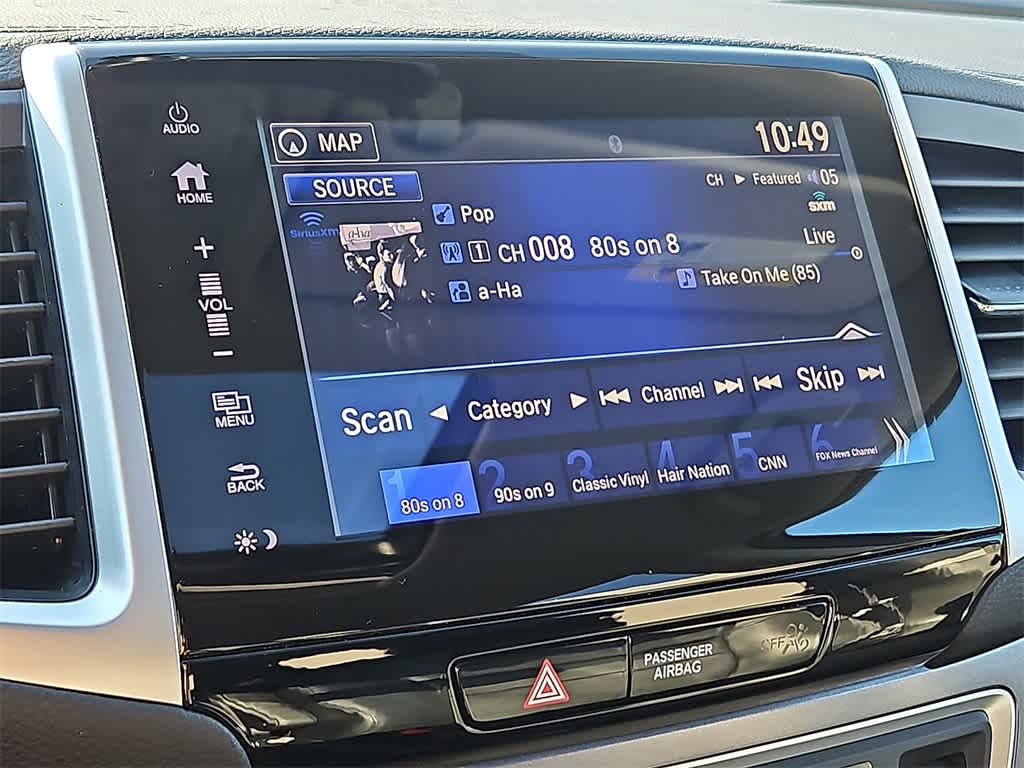 AUDIO
MAP
10:49
HOME
SOURCE
CH Featured 05
SiriusXM
a-ha
Pop
sxm
1 CH 008 80s on 8
Live
a-Ha
Take On Me (85)
VOL
MENU
Scan
Category
Channel
Skip
BACK
1 80s on 8
2 90s on 9
3 Classic Vinyl
4 Hair Nation
5 CNN
6 FOX News Channel
PASSENGER
AIRBAG
OFF